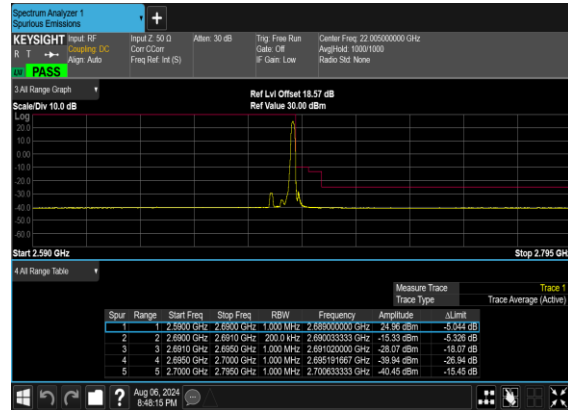 Spectrum Analyzer 1
Spurious Emissions
+
KEYSIGHT Input: RF Input Z: 50 Ω Atten: 30 dB Trig: Free Run Center Freq: 22.005000000 GHz
R T Coupling: DC Corr CCorr Gate: Off Avg|Hold: 1000/1000
Align: Auto Freq Ref: Int (S) IF Gain: Low Radio Std: None
PASS
3 All Range Graph
Ref Lvl Offset 18.57 dB
Scale/Div 10.0 dB Ref Value 30.00 dBm
Log
20.0
10.0
0.00
-10.0
-20.0
-30.0
-40.0
-50.0
-60.0
Start 2.590 GHz Stop 2.795 GHz
4 All Range Table
Measure Trace Trace 1
Trace Type Trace Average (Active)
Spur Range Start Freq Stop Freq RBW Frequency Amplitude ΔLimit
1 1 2.5900 GHz 2.6900 GHz 1.000 MHz 2.689000000 GHz 24.96 dBm -5.044 dB
2 2 2.6900 GHz 2.6910 GHz 200.0 kHz 2.690033333 GHz -15.33 dBm -5.326 dB
3 3 2.6910 GHz 2.6950 GHz 1.000 MHz 2.691020000 GHz -28.07 dBm -18.07 dB
4 4 2.6950 GHz 2.7000 GHz 1.000 MHz 2.695191667 GHz -39.94 dBm -26.94 dB
5 5 2.7000 GHz 2.7950 GHz 1.000 MHz 2.700633333 GHz -40.45 dBm -15.45 dB
? Aug 06, 2024
8:48:15 PM